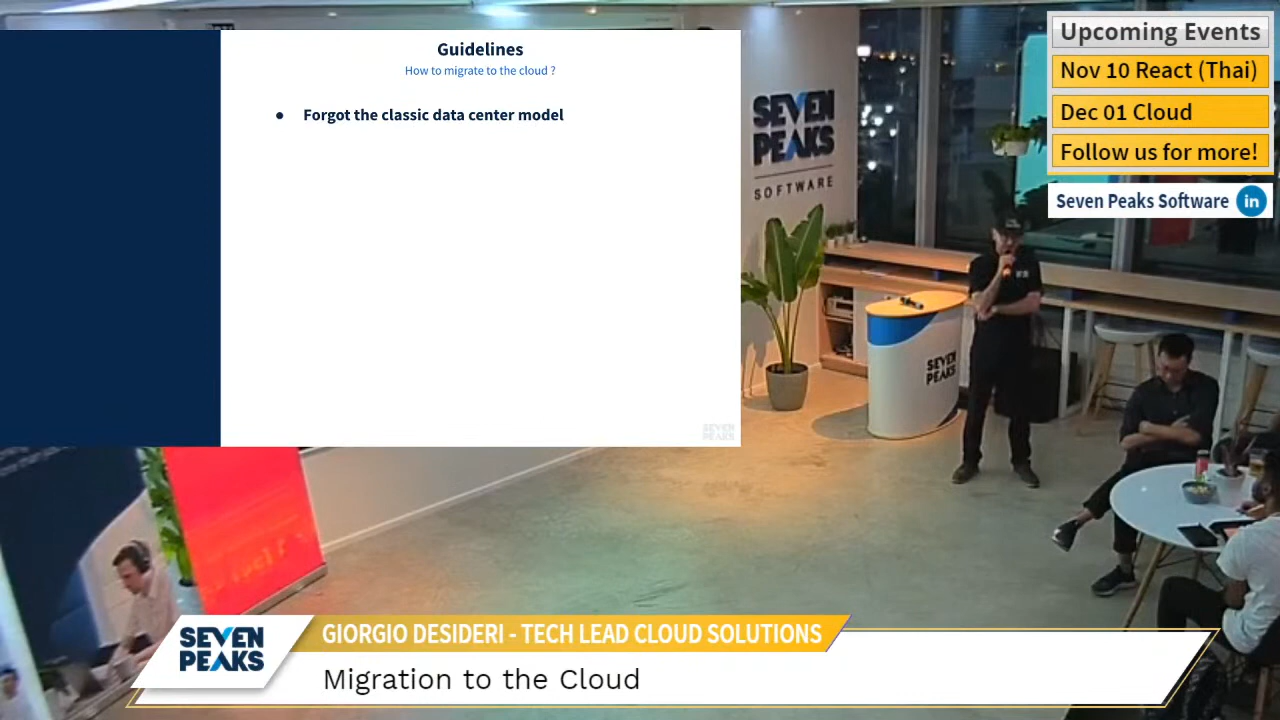 Guidelines
How to migrate to the cloud ?
● Forgot the classic data center model
SEVEN
PEAKS
SEVEN
PEAKS
SOFTWARE
SEVEN
PEAKS
Upcoming Events
Nov 10 React (Thai)
Dec 01 Cloud
Follow us for more!
Seven Peaks Software in
SEVEN
PEAKS
GIORGIO DESIDERI - TECH LEAD CLOUD SOLUTIONS
Migration to the Cloud